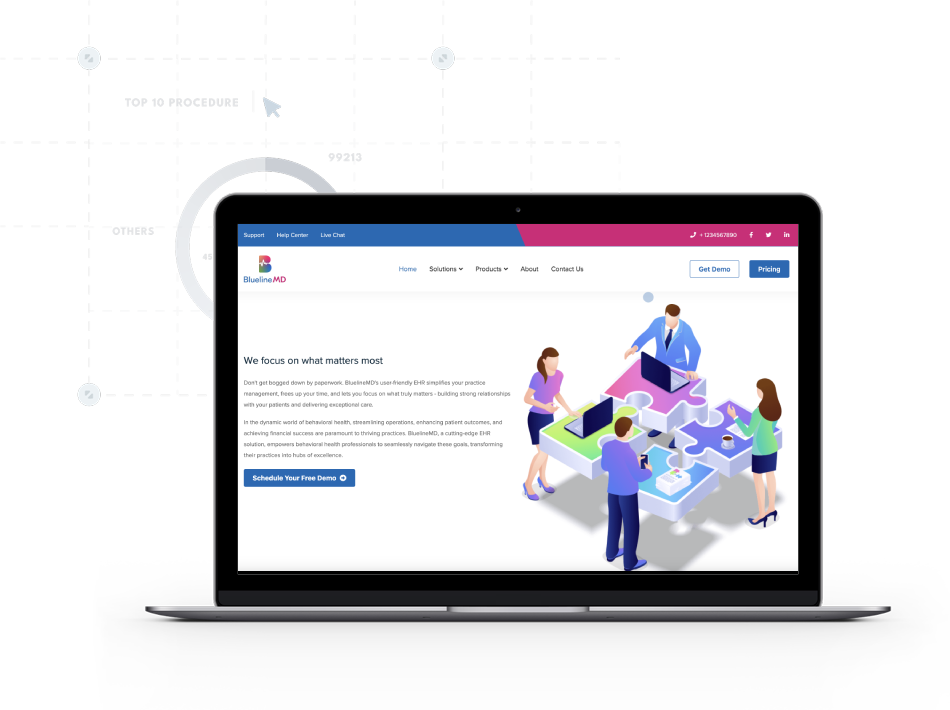 TOP 10 PROCEDURE
99213
OTHERS
45
Support Help Center Live Chat
+ 1234567890
BluelineMD
Home Solutions Products About Contact Us
Get Demo Pricing
We focus on what matters most
Don't get bogged down by paperwork. BluelineMD's user-friendly EHR simplifies your practice
management, frees up your time, and lets you focus on what truly matters - building strong relationships
with your patients and delivering exceptional care.
In the dynamic world of behavioral health, streamlining operations, enhancing patient outcomes, and
achieving financial success are paramount to thriving practices. BluelineMD, a cutting-edge EHR
solution, empowers behavioral health professionals to seamlessly navigate these goals, transforming
their practices into hubs of excellence.
Schedule Your Free Demo